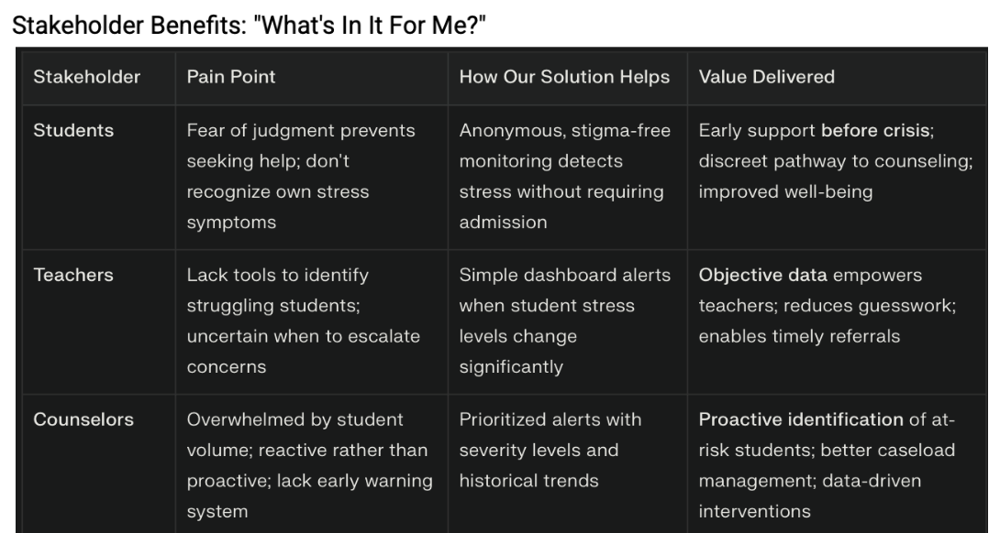 Stakeholder Benefits: "What's In It For Me?"
Stakeholder
Pain Point
How Our Solution Helps
Value Delivered
Students
Fear of judgment prevents
seeking help; don't
recognize own stress
symptoms
Anonymous, stigma-free
monitoring detects
stress without requiring
admission
Early support before crisis;
discreet pathway to counseling;
improved well-being
Teachers
Lack tools to identify
struggling students;
uncertain when to escalate
concerns
Simple dashboard alerts
when student stress
levels change
significantly
Objective data empowers
teachers; reduces guesswork;
enables timely referrals
Counselors
Overwhelmed by student
volume; reactive rather than
proactive; lack early warning
system
Prioritized alerts with
severity levels and
historical trends
Proactive identification of at-
risk students; better caseload
management; data-driven
interventions